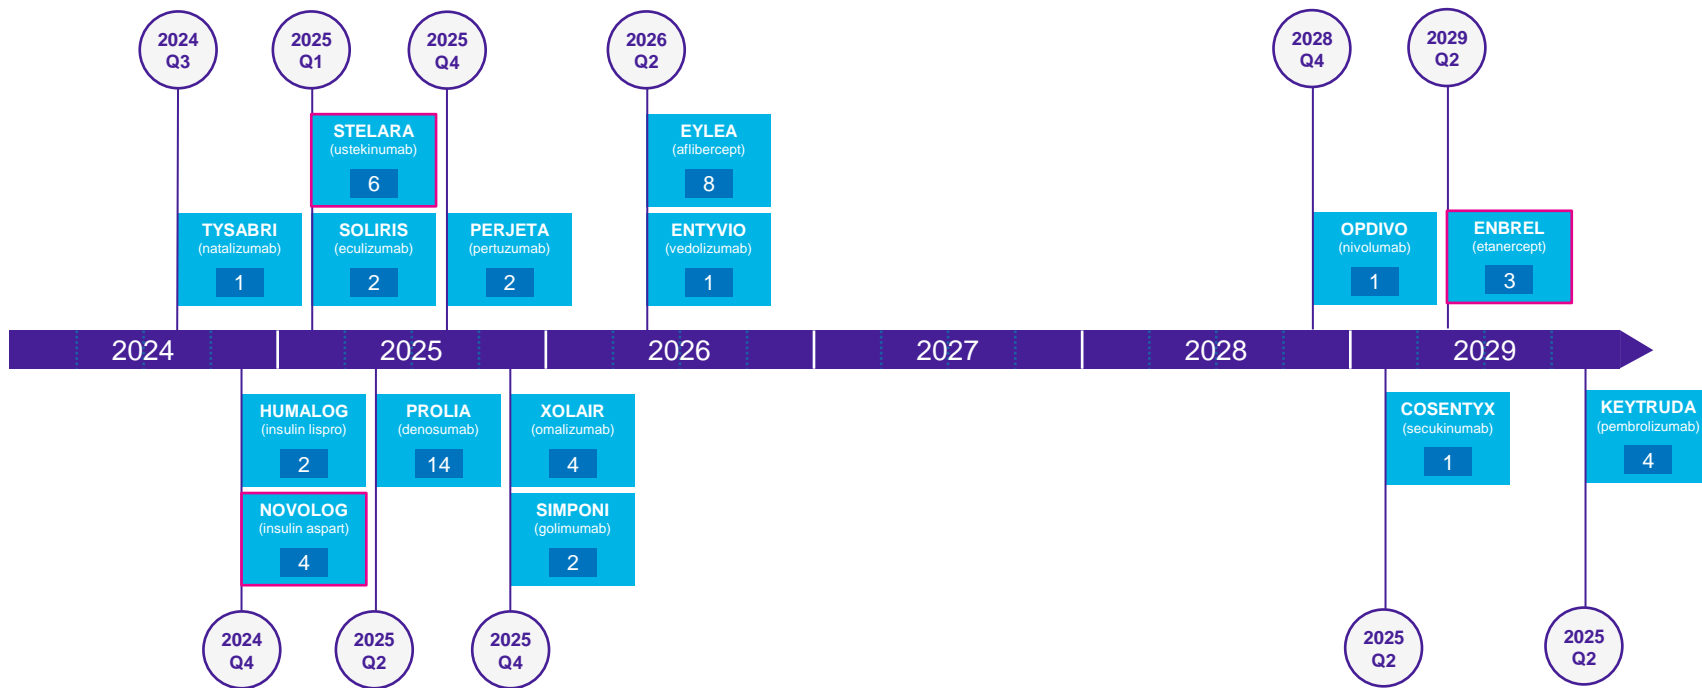 2024
Q3
2025
Q1
2025
Q4
2026
Q2
2028
Q4
2029
Q2
STELARA
(ustekinumab)
6
EYLEA
(aflibercept)
8
TYSABRI
(natalizumab)
1
SOLIRIS
(eculizumab)
2
PERJETA
(pertuzumab)
2
ENTYVIO
(vedolizumab)
1
OPDIVO
(nivolumab)
1
ENBREL
(etanercept)
3
2024
2025
2026
2027
2028
2029
HUMALOG
(insulin lispro)
2
PROLIA
(denosumab)
14
XOLAIR
(omalizumab)
4
COSENTYX
(secukinumab)
1
KEYTRUDA
(pembrolizumab)
4
NOVOLOG
(insulin aspart)
4
SIMPONI
(golimumab)
2
2024
Q4
2025
Q2
2025
Q4
2025
Q2
2025
Q2